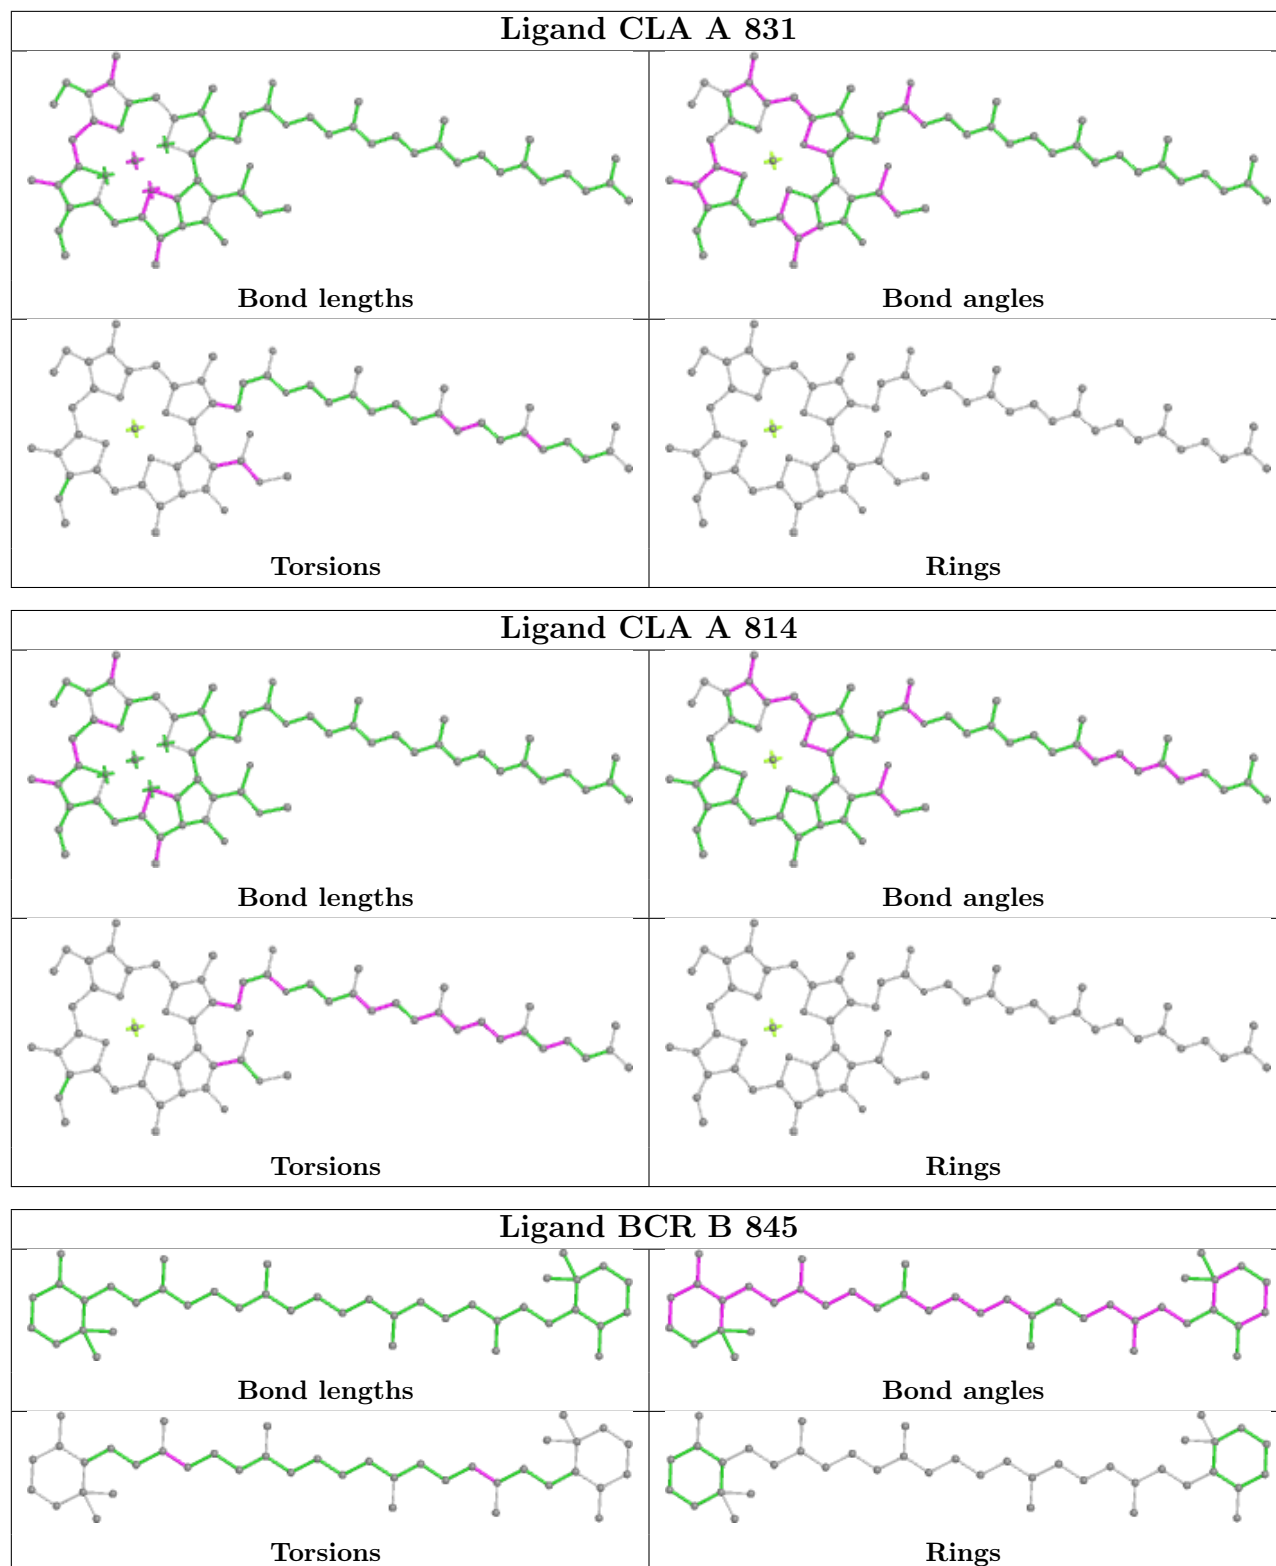 Ligand CLA A 831
Bond lengths
Bond angles
Torsions
Rings
Ligand CLA A 814
Bond lengths
Bond angles
Torsions
Rings
Ligand BCR B 845
Bond lengths
Bond angles
Torsions
Rings